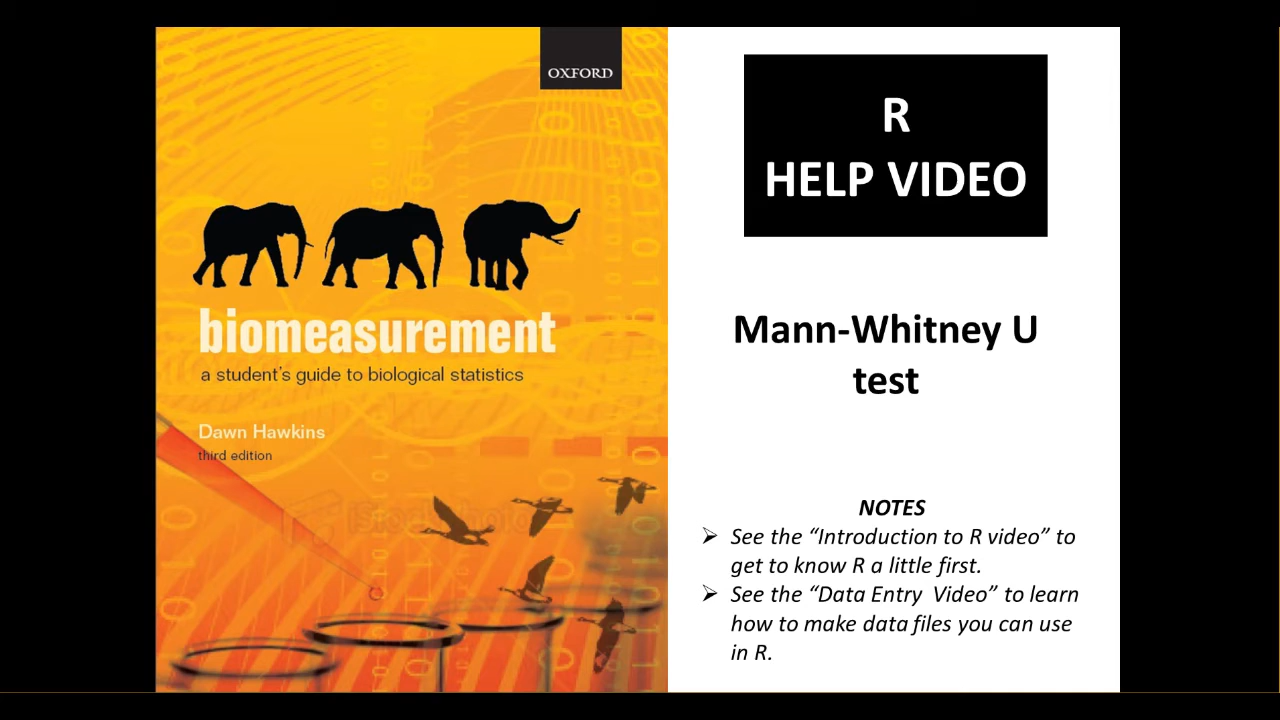 OXFORD
biomeasurement
a student's guide to biological statistics
Dawn Hawkins
third edition
R
HELP VIDEO
Mann-Whitney U
test
NOTES
➢ See the “Introduction to R video” to
get to know R a little first.
➢ See the “Data Entry Video” to learn
how to make data files you can use
in R.